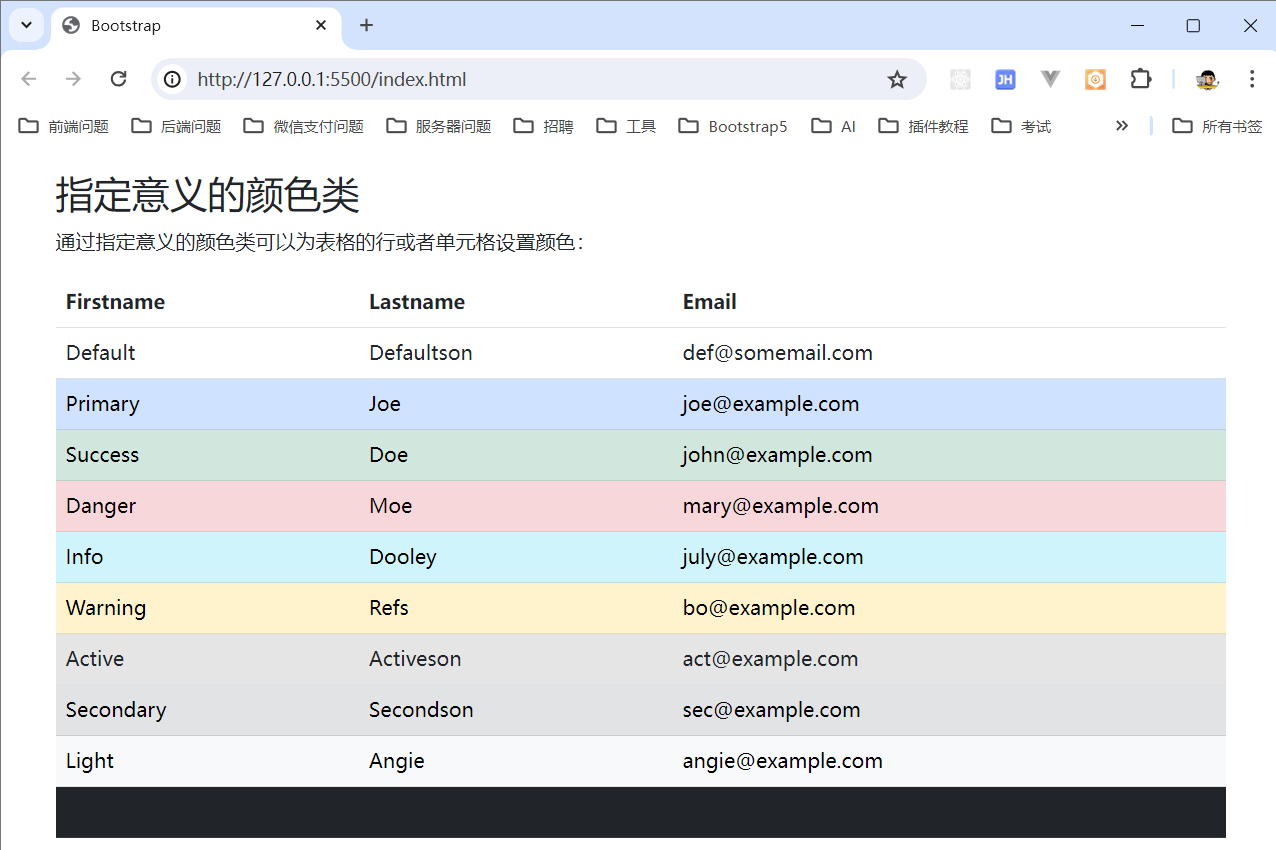 Bootstrap
http://127.0.0.1:5500/index.html
JH
前端问题 后端问题 微信支付问题 服务器问题 招聘 工具 Bootstrap5 AI 插件教程 考试 » 所有书签
指定意义的颜色类
通过指定意义的颜色类可以为表格的行或者单元格设置颜色：
Firstname Lastname Email
Default Defaultson def@somemail.com
Primary Joe joe@example.com
Success Doe john@example.com
Danger Moe mary@example.com
Info Dooley july@example.com
Warning Refs bo@example.com
Active Activeson act@example.com
Secondary Secondson sec@example.com
Light Angie angie@example.com